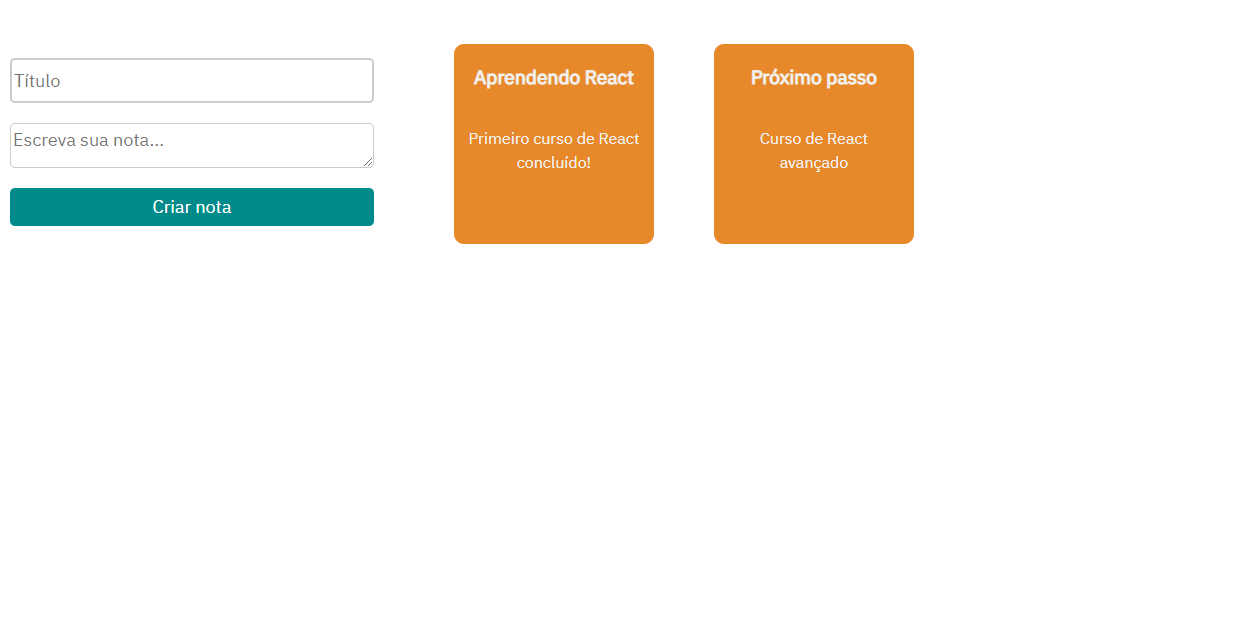 Título
Escreva sua nota...
Criar nota
Aprendendo React
Primeiro curso de React
concluído!
Próximo passo
Curso de React
avançado